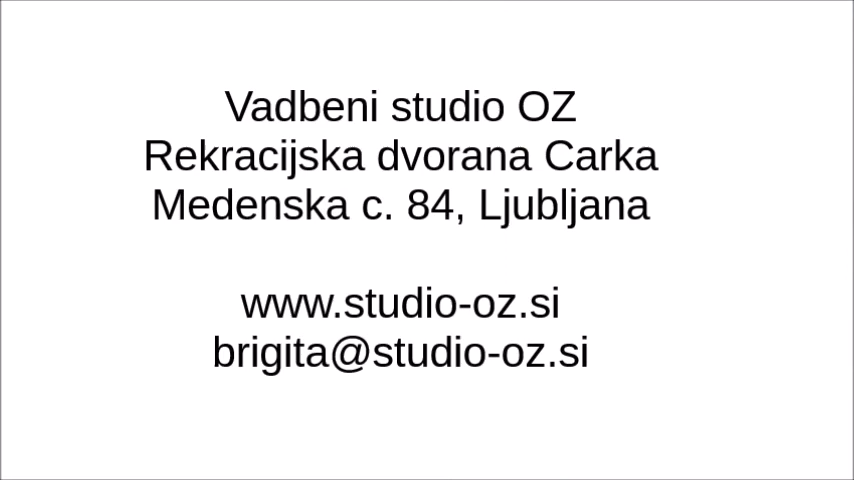 Vadbeni studio OZ
Rekracijska dvorana Carka
Medenska c. 84, Ljubljana
www.studio-oz.si
brigita@studio-oz.si